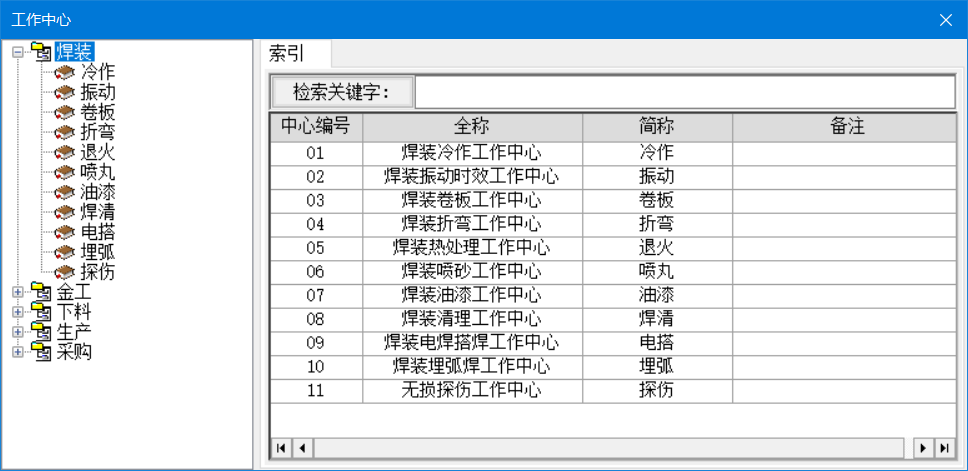 工作中心
焊装
冷作
振动
卷板
折弯
退火
喷丸
油漆
焊清
电搭
埋弧
探伤
金工
下料
生产
采购
索引
检索关键字：
中心编号 全称 简称 备注
01 焊装冷作工作中心 冷作
02 焊装振动时效工作中心 振动
03 焊装卷板工作中心 卷板
04 焊装折弯工作中心 折弯
05 焊装热处理工作中心 退火
06 焊装喷砂工作中心 喷丸
07 焊装油漆工作中心 油漆
08 焊装清理工作中心 焊清
09 焊装电焊搭焊工作中心 电搭
10 焊装埋弧焊工作中心 埋弧
11 无损探伤工作中心 探伤